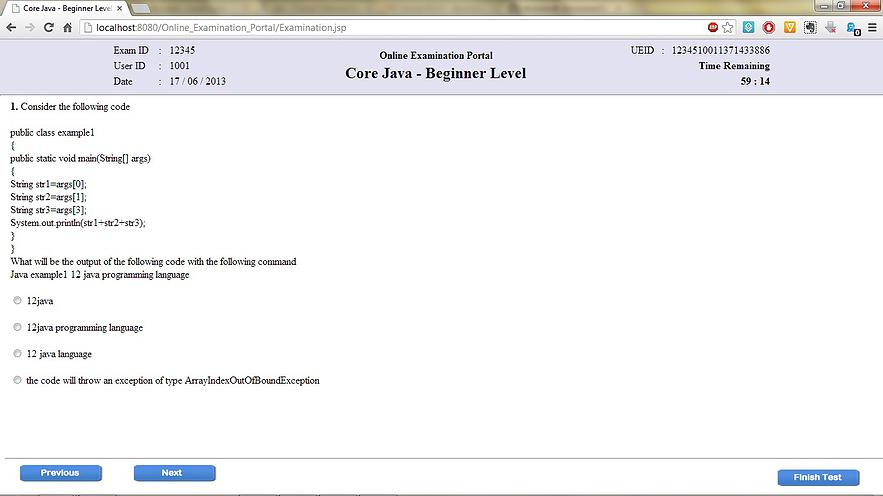 Core Java - Beginner Level
localhost:8080/Online_Examination_Portal/Examination.jsp
Exam ID : 12345
User ID : 1001
Date : 17 / 06 / 2013
Online Examination Portal
Core Java - Beginner Level
UEID : 1234510011371433886
Time Remaining
59 : 14
1. Consider the following code
public class example1
{
public static void main(String[] args)
{
String str1=args[0];
String str2=args[1];
String str3=args[3];
System.out.println(str1+str2+str3);
}
}
What will be the output of the following code with the following command
Java example1 12 java programming language
12java
12java programming language
12 java language
the code will throw an exception of type ArrayIndexOutOfBoundException
Previous
Next
Finish Test